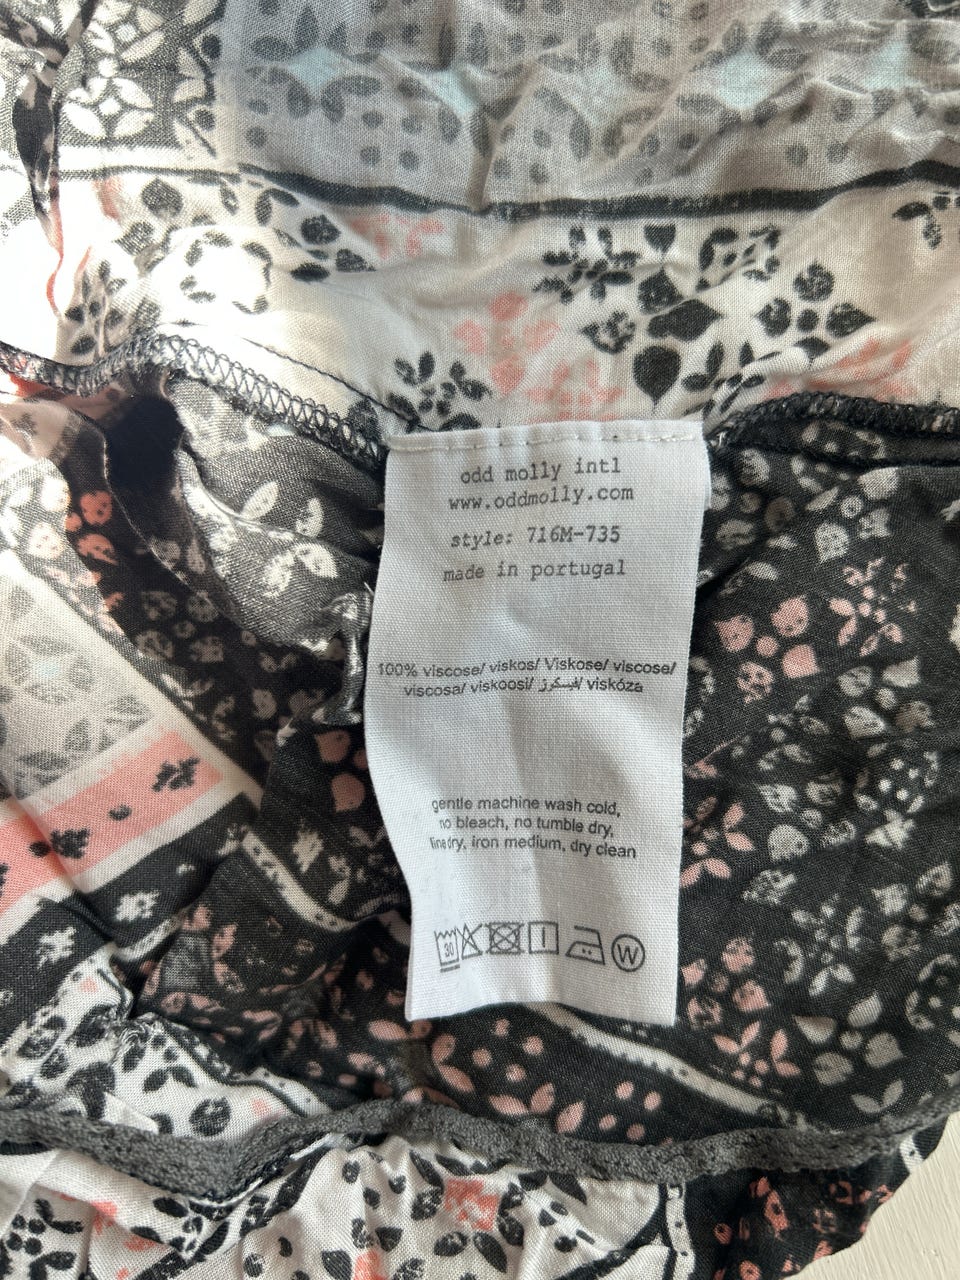 odd molly intl
www.oddmolly.com
style: 716M-735
made in portugal
100% viscose/ viskos/ Viskose/ viscose/
viscosa/ viskoosi/ فيسكوز/ viskóza
gentle machine wash cold,
no bleach, no tumble dry,
line dry, iron medium, dry clean
30
W